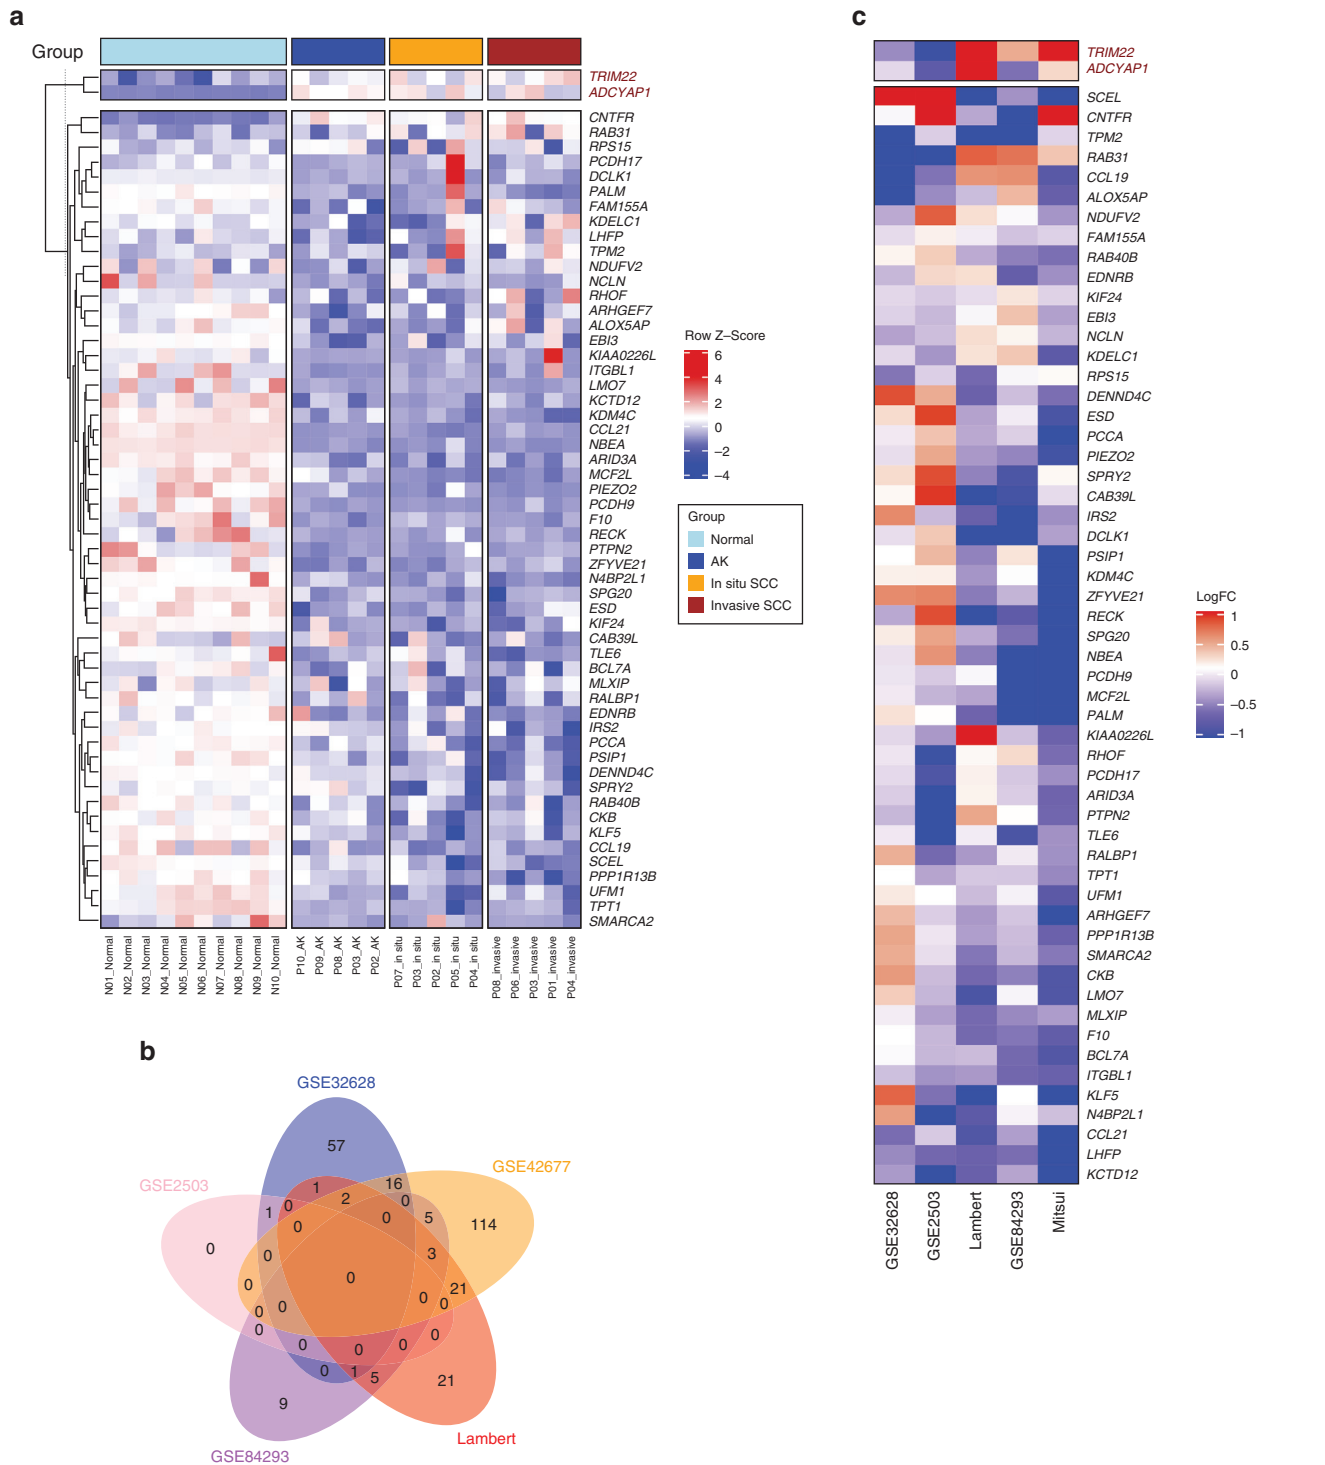 a
Group
TRIM22
ADCYAP1
CNTFR
RAB31
RPS15
PCDH17
DCLK1
PALM
FAM155A
KDELC1
LHFP
TPM2
NDUFV2
NCLN
RHOF
ARHGEF7
ALOX5AP
EBI3
KIAA0226L
ITGBL1
LMO7
KCTD12
KDM4C
CCL21
NBEA
ARID3A
MCF2L
PIEZO2
PCDH9
F10
RECK
PTPN2
ZFYVE21
N4BP2L1
SPG20
ESD
KIF24
CAB39L
TLE6
BCL7A
MLXIP
RALBP1
EDNRB
IRS2
PCCA
PSIP1
DENND4C
SPRY2
RAB40B
CKB
KLF5
CCL19
SCEL
PPP1R13B
UFM1
TPT1
SMARCA2
N01_Normal
N02_Normal
N03_Normal
N04_Normal
N05_Normal
N06_Normal
N07_Normal
N08_Normal
N09_Normal
N10_Normal
P10_AK
P09_AK
P08_AK
P03_AK
P02_AK
P07_in situ
P03_in situ
P02_in situ
P05_in situ
P04_in situ
P08_invasive
P06_invasive
P03_invasive
P01_invasive
P04_invasive
Row Z–Score
6
4
2
0
–2
–4
Group
Normal
AK
In situ SCC
Invasive SCC
b
GSE32628
57
GSE42677
GSE2503
1
16
2
0
0
1
0
5
114
0
0
3
0
0
0
0
21
0
0
0
0
0
0
0
0
0
0
1
5
21
9
Lambert
GSE84293
c
TRIM22
ADCYAP1
SCEL
CNTFR
TPM2
RAB31
CCL19
ALOX5AP
NDUFV2
FAM155A
RAB40B
EDNRB
KIF24
EBI3
NCLN
KDELC1
RPS15
DENND4C
ESD
PCCA
PIEZO2
SPRY2
CAB39L
IRS2
DCLK1
PSIP1
KDM4C
ZFYVE21
RECK
SPG20
NBEA
PCDH9
MCF2L
PALM
KIAA0226L
RHOF
PCDH17
ARID3A
PTPN2
TLE6
RALBP1
TPT1
UFM1
ARHGEF7
PPP1R13B
SMARCA2
CKB
LMO7
MLXIP
F10
BCL7A
ITGBL1
KLF5
N4BP2L1
CCL21
LHFP
KCTD12
GSE32628
GSE2503
Lambert
GSE84293
Mitsui
LogFC
1
0.5
0
–0.5
–1